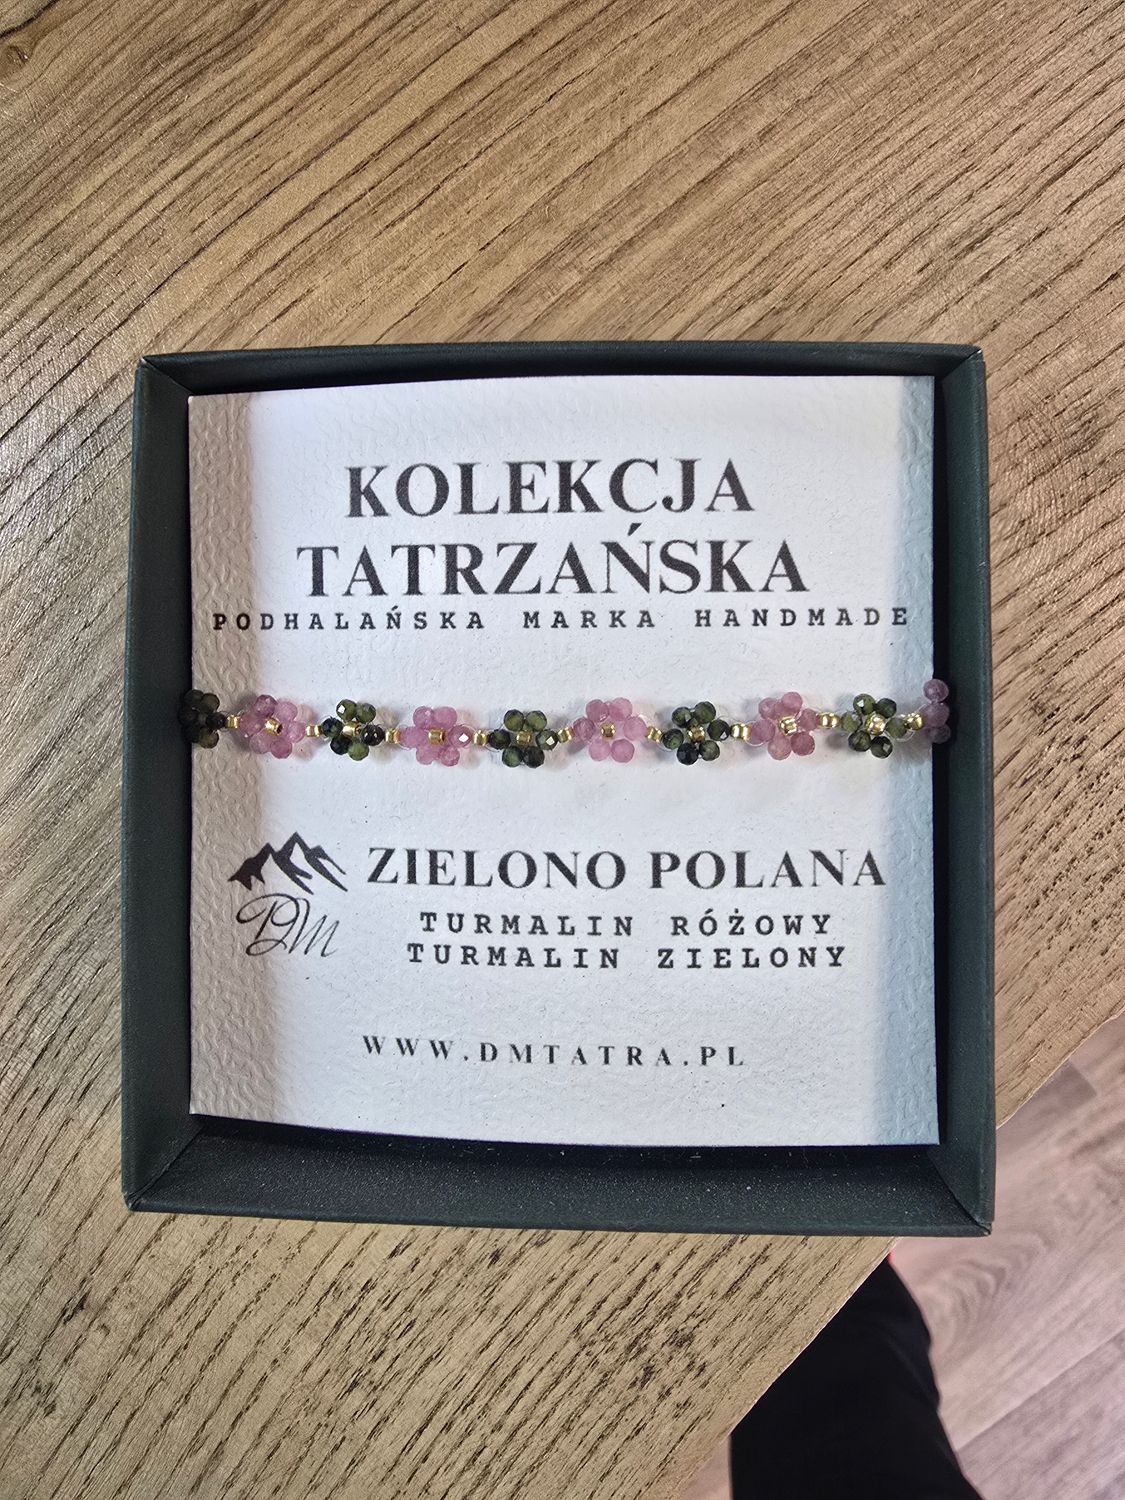 KOLEKCJA
TATRZAŃSKA
PODHALAŃSKA MARKA HANDMADE
ZIELONO POLANA
DM
TURMALIN RÓŻOWY
TURMALIN ZIELONY
WWW.DMTATRA.PL